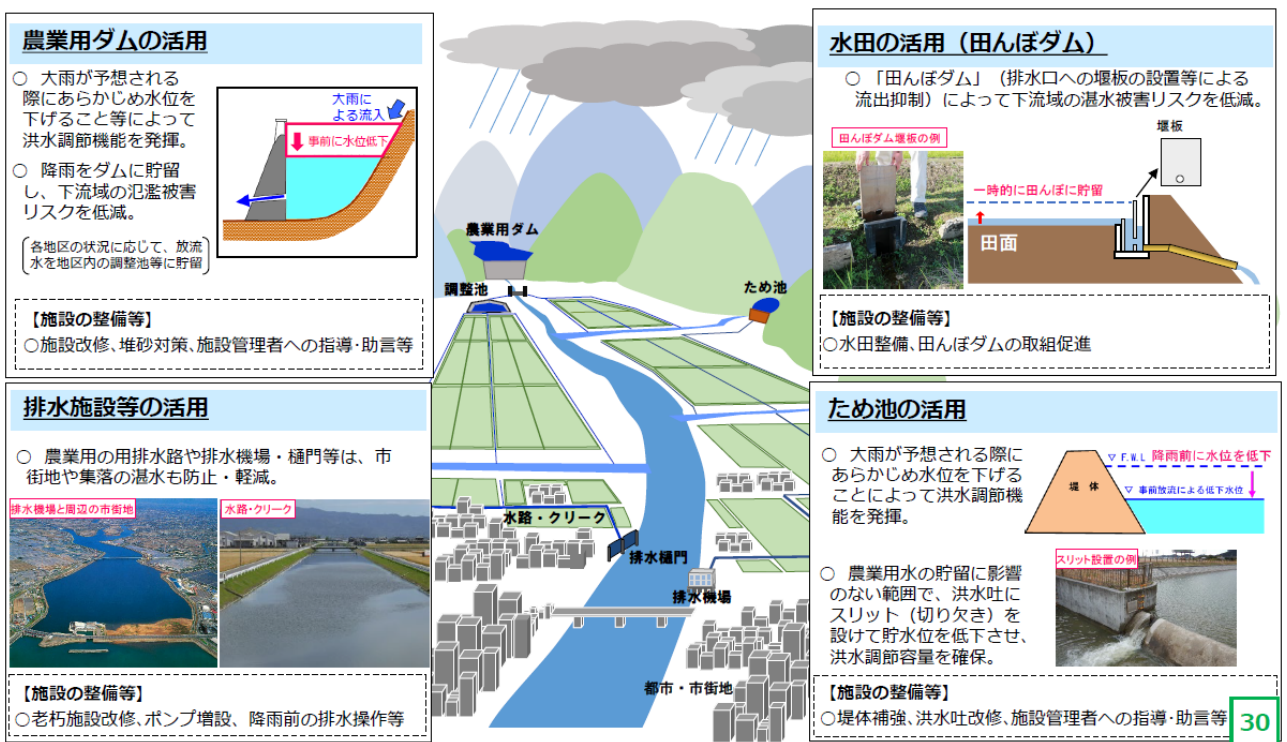 農業用ダムの活用
○ 大雨が予想される
際にあらかじめ水位を
下げること等によって
洪水調節機能を発揮。
○ 降雨をダムに貯留
し、下流域の氾濫被害
リスクを低減。
各地区の状況に応じて、放流
水を地区内の調整池等に貯留
大雨に
よる流入
事前に水位低下
【施設の整備等】
○施設改修、堆砂対策、施設管理者への指導・助言等
水田の活用（田んぼダム）
○ 「田んぼダム」（排水口への堰板の設置等による
流出抑制）によって下流域の湛水被害リスクを低減。
田んぼダム堰板の例
堰板
一時的に田んぼに貯留
田面
【施設の整備等】
○水田整備、田んぼダムの取組促進
農業用ダム
調整池
ため池
水路・クリーク
排水樋門
排水機場
都市・市街地
排水施設等の活用
○ 農業用の用排水路や排水機場・樋門等は、市
街地や集落の湛水も防止・軽減。
排水機場と周辺の市街地
水路・クリーク
【施設の整備等】
○老朽施設改修、ポンプ増設、降雨前の排水操作等
ため池の活用
○ 大雨が予想される際に
あらかじめ水位を下げる
ことによって洪水調節機
能を発揮。
○ 農業用水の貯留に影響
のない範囲で、洪水吐に
スリット（切り欠き）を
設けて貯水位を低下させ、
洪水調節容量を確保。
▽ F.W.L 降雨前に水位を低下
堤 体
▽ 事前放流による低下水位
スリット設置の例
【施設の整備等】
○堤体補強、洪水吐改修、施設管理者への指導・助言等
30